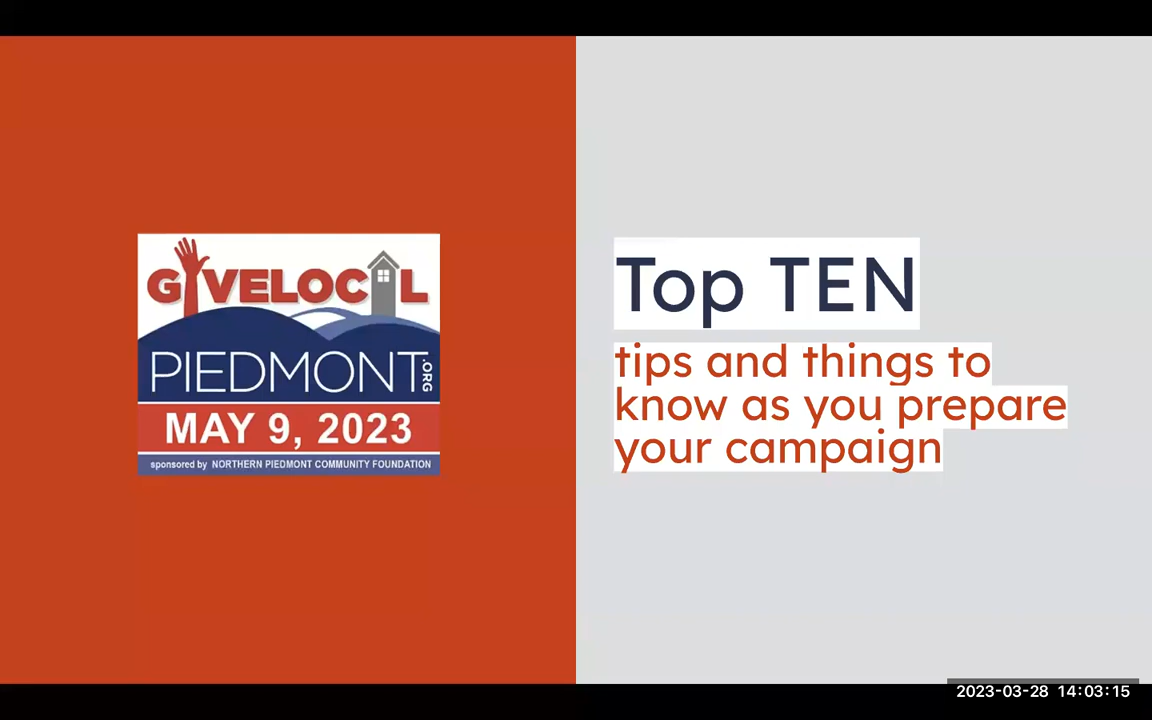 GIVELOCAL
PIEDMONT.ORG
MAY 9, 2023
sponsored by NORTHERN PIEDMONT COMMUNITY FOUNDATION
Top TEN
tips and things to
know as you prepare
your campaign
2023-03-28 14:03:15